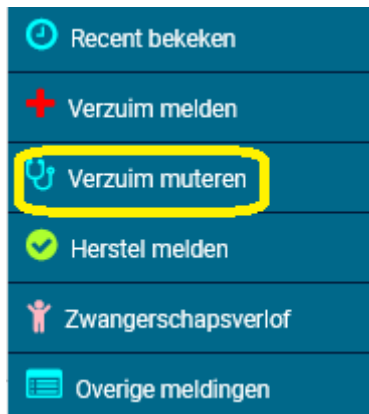 Recent bekeken
Verzuim melden
Verzuim muteren
Herstel melden
Zwangerschapsverlof
Overige meldingen